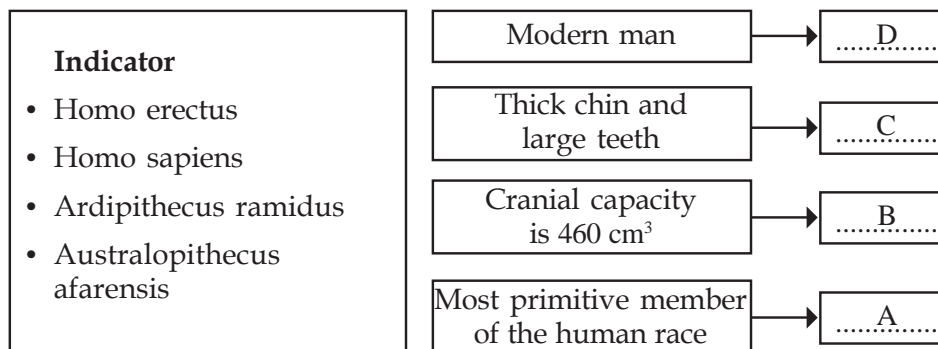 Indicator
• Homo erectus
• Homo sapiens
• Ardipithecus ramidus
• Australopithecus
afarensis
Modern man
D
Thick chin and
large teeth
C
Cranial capacity
is 460 cm³
B
Most primitive member
of the human race
A